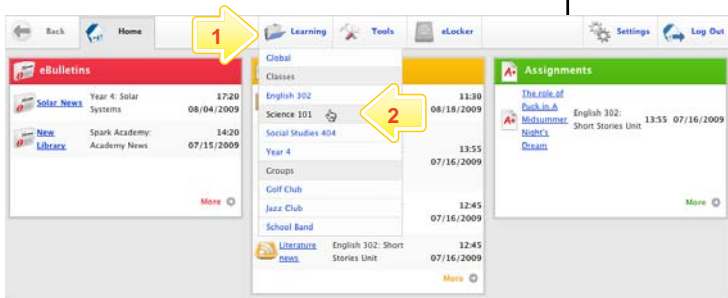 Back
Home
1
Learning
Tools
eLocker
Settings
Log Out
eBulletins
Solar News
Year 4: Solar
Systems
17:20
08/04/2009
New
Library
Spark Academy:
Academy News
14:20
07/15/2009
More
Global
Classes
English 302
Science 101
2
Social Studies 404
Year 4
Groups
Golf Club
Jazz Club
School Band
11:30
08/18/2009
13:55
07/16/2009
12:45
07/16/2009
Literature
news
English 302: Short
Stories Unit
12:45
07/16/2009
More
A+ Assignments
A+
The role of
Puck in A
Midsummer
Night's
Dream
English 302:
Short Stories Unit
13:55 07/16/2009
More